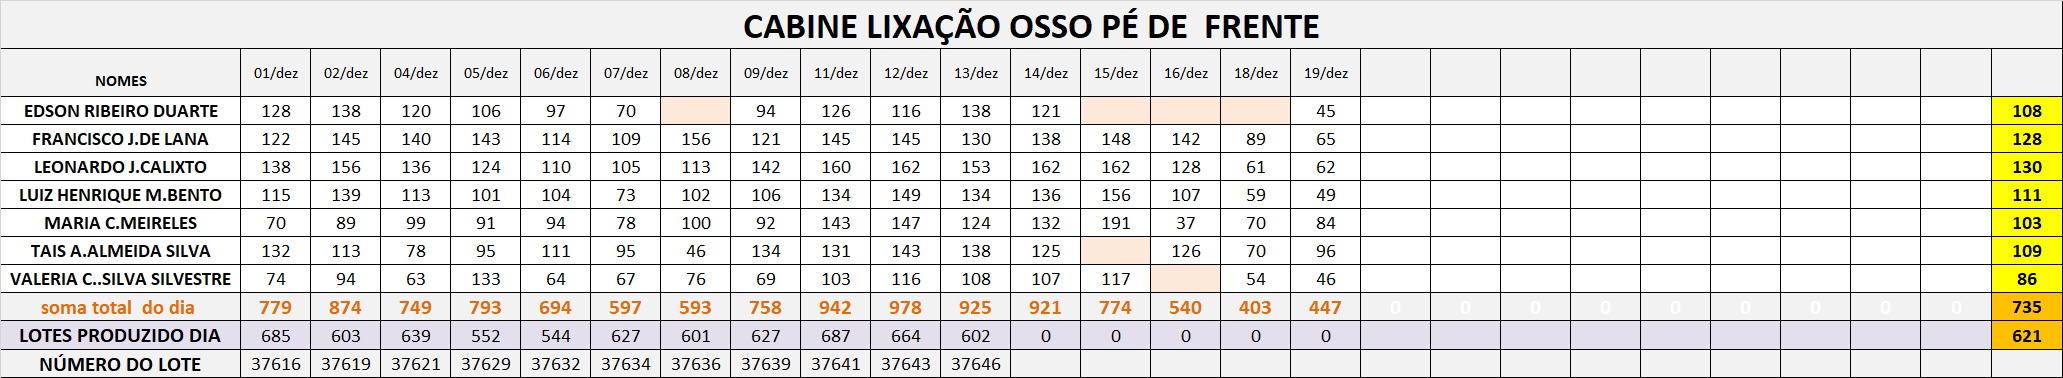 CABINE LIXAÇÃO OSSO PÉ DE  FRENTE
NOMES 01/dez 02/dez 04/dez 05/dez 06/dez 07/dez 08/dez 09/dez 11/dez 12/dez 13/dez 14/dez 15/dez 16/dez 18/dez 19/dez
EDSON RIBEIRO DUARTE 128 138 120 106 97 70 94 126 116 138 121 45 108
FRANCISCO J.DE LANA 122 145 140 143 114 109 156 121 145 145 130 138 148 142 89 65 128
LEONARDO J.CALIXTO 138 156 136 124 110 105 113 142 160 162 153 162 162 128 61 62 130
LUIZ HENRIQUE M.BENTO 115 139 113 101 104 73 102 106 134 149 134 136 156 107 59 49 111
MARIA C.MEIRELES 70 89 99 91 94 78 100 92 143 147 124 132 191 37 70 84 103
TAIS A.ALMEIDA SILVA 132 113 78 95 111 95 46 134 131 143 138 125 126 70 96 109
VALERIA C..SILVA SILVESTRE 74 94 63 133 64 67 76 69 103 116 108 107 117 54 46 86
soma total  do dia 779 874 749 793 694 597 593 758 942 978 925 921 774 540 403 447 0 0 0 0 0 0 0 0 0 735
LOTES PRODUZIDO DIA 685 603 639 552 544 627 601 627 687 664 602 0 0 0 0 0 621
NÚMERO DO LOTE 37616 37619 37621 37629 37632 37634 37636 37639 37641 37643 37646